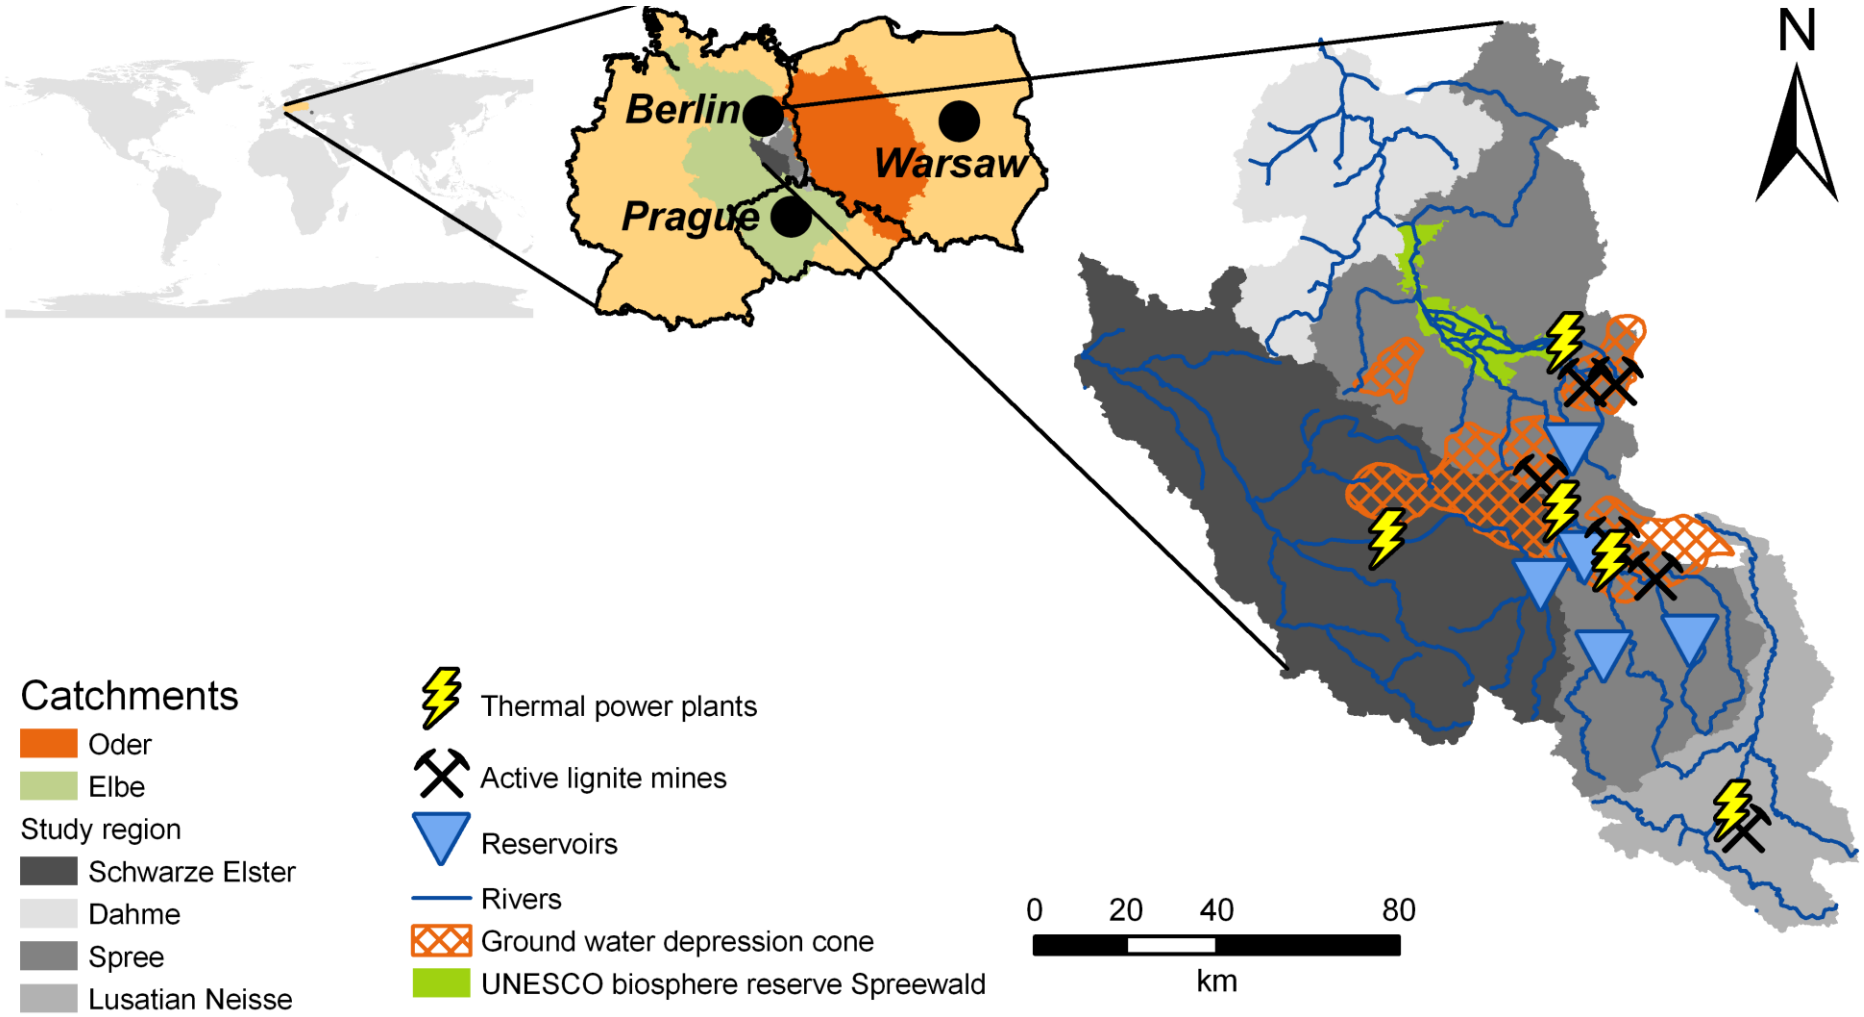 N
Berlin
Warsaw
Prague
Catchments
Oder
Elbe
Study region
Schwarze Elster
Dahme
Spree
Lusatian Neisse
Thermal power plants
Active lignite mines
Reservoirs
Rivers
Ground water depression cone
UNESCO biosphere reserve Spreewald
0 20 40 80
km